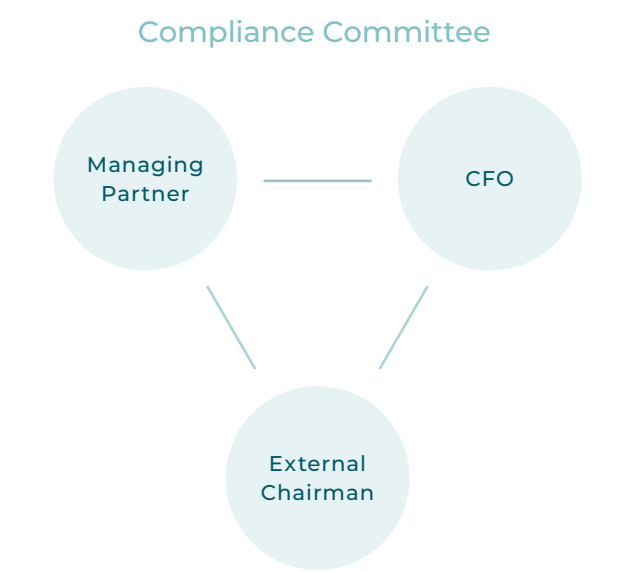 Compliance Committee
Managing
Partner
CFO
External
Chairman